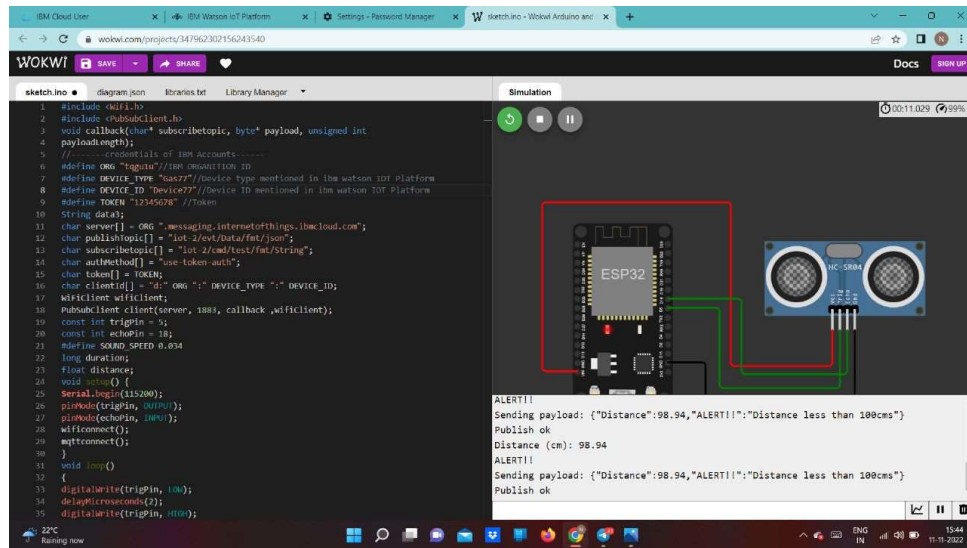 IBM Cloud User
IBM Watson IoT Platform
Settings - Password Manager
sketch.ino - Wokwi Arduino and
wokwi.com/projects/347962302156243540
N
WOKWI
SAVE
SHARE
Docs
SIGN UP
sketch.ino
diagram.json
libraries.txt
Library Manager
1 #include <WiFi.h>
2 #include <PubSubClient.h>
3 void callback(char* subscribetopic, byte* payload, unsigned int
4 payloadLength);
5 //-------credentials of IBM Accounts------
6 #define ORG "tqgu1u"//IBM ORGANITION ID
7 #define DEVICE_TYPE "Gas77"//Device type mentioned in ibm watson IOT Platform
8 #define DEVICE_ID "Device77"//Device ID mentioned in ibm watson IOT Platform
9 #define TOKEN "12345678" //Token
10 String data3;
11 char server[] = ORG ".messaging.internetofthings.ibmcloud.com";
12 char publishTopic[] = "iot-2/evt/Data/fmt/json";
13 char subscribetopic[] = "iot-2/cmd/test/fmt/String";
14 char authMethod[] = "use-token-auth";
15 char token[] = TOKEN;
16 char clientId[] = "d:" ORG ":" DEVICE_TYPE ":" DEVICE_ID;
17 WiFiClient wifiClient;
18 PubSubClient client(server, 1883, callback ,wifiClient);
19 const int trigPin = 5;
20 const int echoPin = 18;
21 #define SOUND_SPEED 0.034
22 long duration;
23 float distance;
24 void setup() {
25 Serial.begin(115200);
26 pinMode(trigPin, OUTPUT);
27 pinMode(echoPin, INPUT);
28 wificonnect();
29 mqttconnect();
30 }
31 void loop()
32 {
33 digitalWrite(trigPin, LOW);
34 delayMicroseconds(2);
35 digitalWrite(trigPin, HIGH);
Simulation
00:11.029
99%
ESP32
HC-SR04
ALERT!!
Sending payload: {"Distance":98.94,"ALERT!!":"Distance less than 100cms"}
Publish ok
Distance (cm): 98.94
ALERT!!
Sending payload: {"Distance":98.94,"ALERT!!":"Distance less than 100cms"}
Publish ok
22°C
Raining now
ENG
IN
15:44
11-11-2022